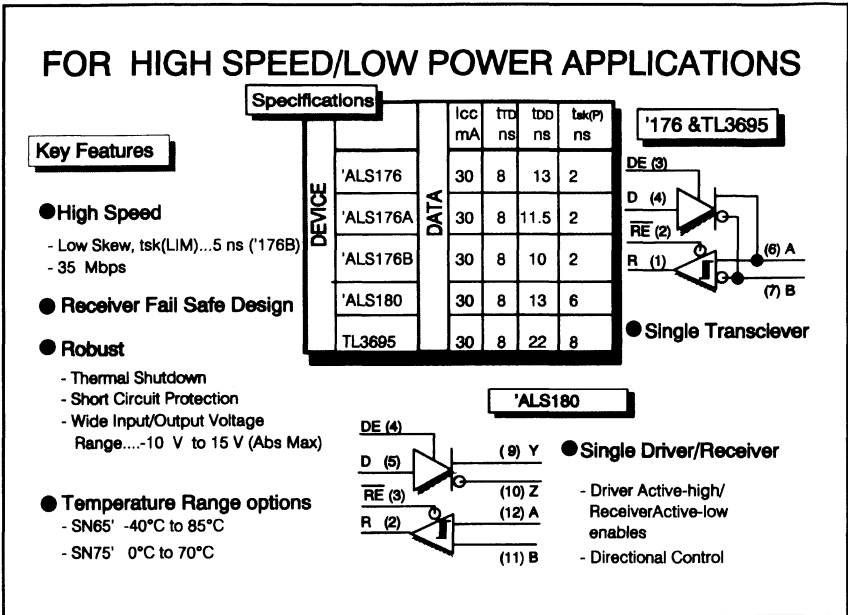 FOR HIGH SPEED/LOW POWER APPLICATIONS
Specifications
Key Features
●High Speed
- Low Skew, tsk(LIM)...5 ns ('176B)
- 35 Mbps
● Receiver Fail Safe Design
● Robust
- Thermal Shutdown
- Short Circuit Protection
- Wide Input/Output Voltage
Range....-10 V to 15 V (Abs Max)
● Temperature Range options
- SN65' -40°C to 85°C
- SN75' 0°C to 70°C
DEVICE
DATA
Icc mA tTD ns tDD ns tsk(P) ns
'ALS176 30 8 13 2
'ALS176A 30 8 11.5 2
'ALS176B 30 8 10 2
'ALS180 30 8 13 6
TL3695 30 8 22 8
'176 &TL3695
DE (3)
D (4)
RE (2)
R (1)
(6) A
(7) B
● Single Transciever
'ALS180
DE (4)
D (5)
RE (3)
R (2)
(9) Y
(10) Z
(12) A
(11) B
● Single Driver/Receiver
- Driver Active-high/
ReceiverActive-low
enables
- Directional Control